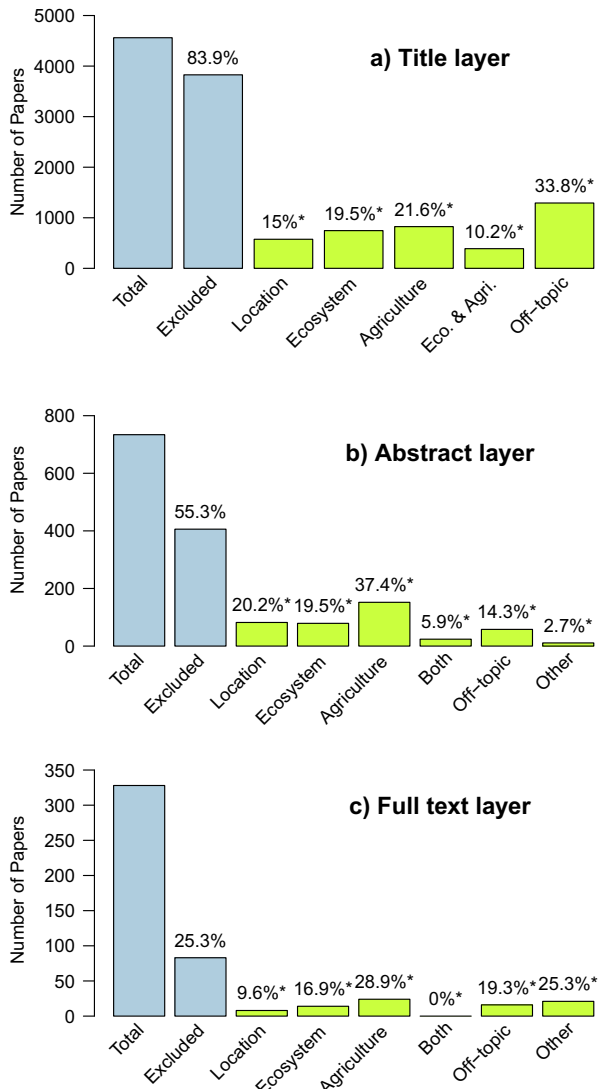 a) Title layer
Number of Papers
5000
4000
3000
2000
1000
0
83.9%
15%*
19.5%*
21.6%*
10.2%*
33.8%*
Total
Excluded
Location
Ecosystem
Agriculture
Eco. & Agri.
Off−topic
b) Abstract layer
Number of Papers
800
600
400
200
0
55.3%
20.2%*
19.5%*
37.4%*
5.9%*
14.3%*
2.7%*
Total
Excluded
Location
Ecosystem
Agriculture
Both
Off−topic
Other
c) Full text layer
Number of Papers
350
300
250
200
150
100
50
0
25.3%
9.6%*
16.9%*
28.9%*
0%*
19.3%*
25.3%*
Total
Excluded
Location
Ecosystem
Agriculture
Both
Off−topic
Other